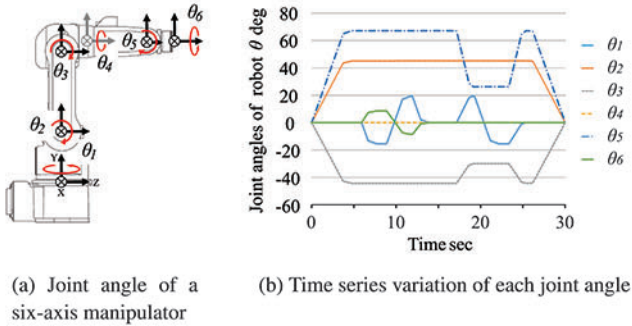 θ6
θ5
θ4
θ3
θ2
θ1
Y
Z
X
Joint angles of robot θ deg
80
60
40
20
0
-20
-40
-60
0
10
20
30
Time sec
θ1
θ2
θ3
θ4
θ5
θ6
(a) Joint angle of a
six-axis manipulator
(b) Time series variation of each joint angle